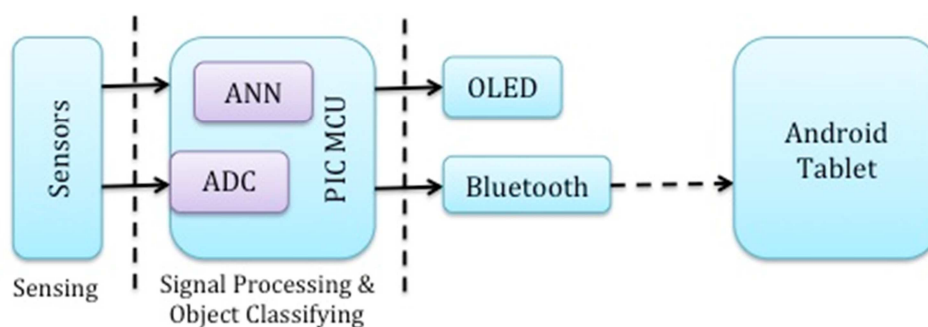 Sensors
ANN
ADC
PIC MCU
OLED
Bluetooth
Android
Tablet
Sensing
Signal Processing &
Object Classifying